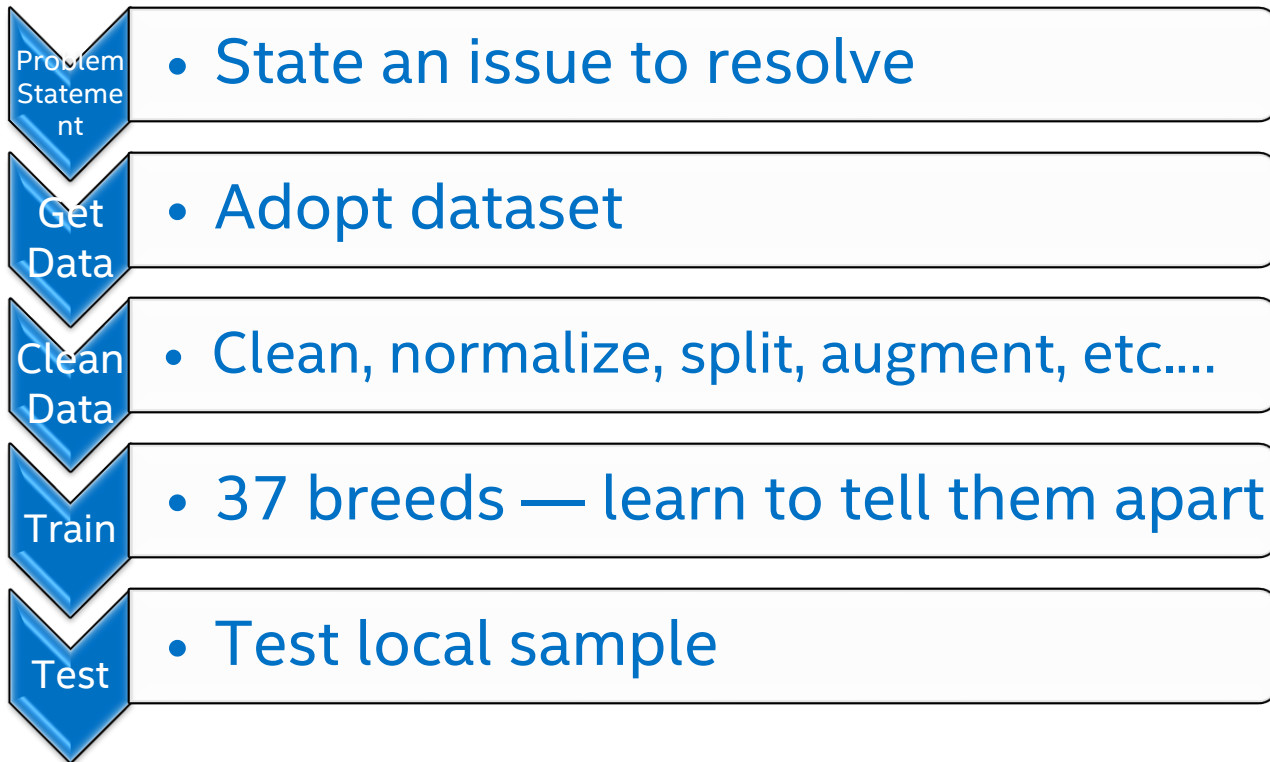 Problem
Stateme
nt
• State an issue to resolve
Get
Data
• Adopt dataset
Clean
Data
• Clean, normalize, split, augment, etc....
Train
• 37 breeds — learn to tell them apart
Test
• Test local sample